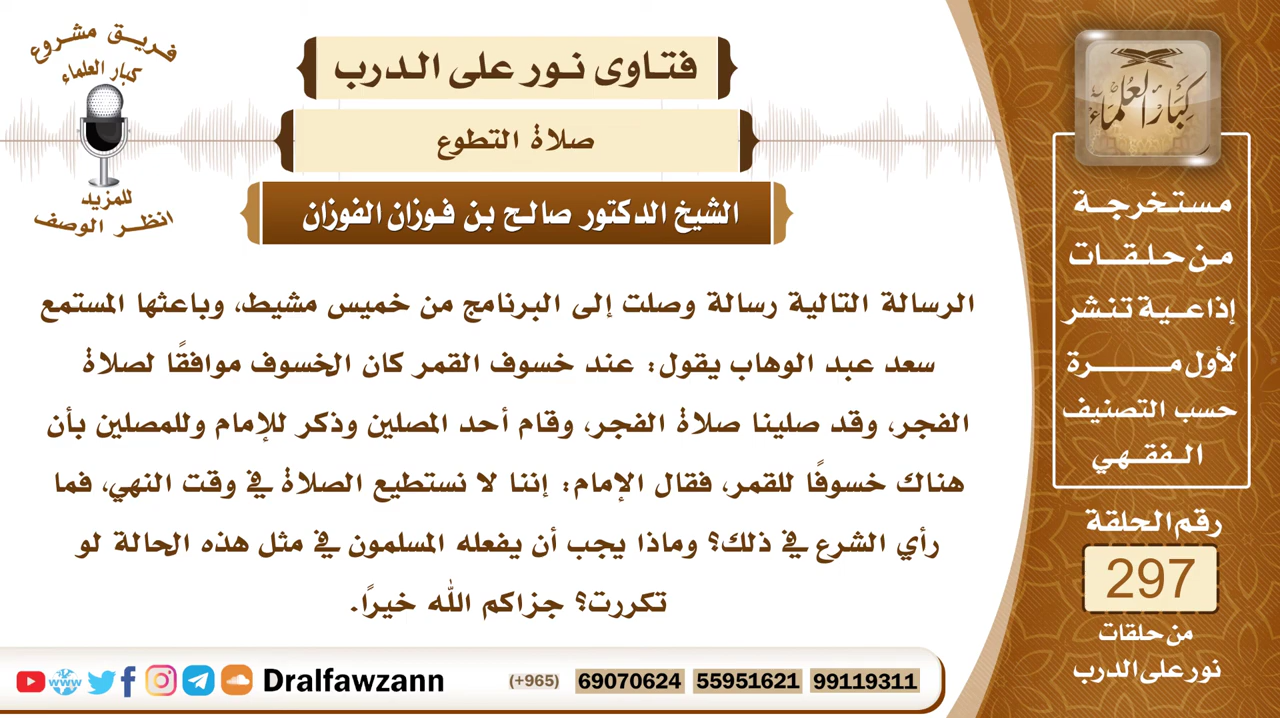 فريق مشروع
كبار العلماء
للمزيد
انظر الوصف
فتاوى نور على الدرب
صلاة التطوع
الشيخ الدكتور صالح بن فوزان الفوزان
الرسالة التالية رسالة وصلت إلى البرنامج من خميس مشيط، وباعثها المستمع
سعد عبد الوهاب يقول: عند خسوف القمر كان الخسوف موافقًا لصلاة
الفجر، وقد صلينا صلاة الفجر، وقام أحد المصلين وذكر للإمام وللمصلين بأن
هناك خسوفًا للقمر، فقال الإمام: إننا لا نستطيع الصلاة في وقت النهي، فما
رأي الشرع في ذلك؟ وماذا يجب أن يفعله المسلمون في مثل هذه الحالة لو
تكررت؟ جزاكم الله خيرًا.
كبار العلماء
مستخرجة
من حلقات
إذاعية تنشر
لأول مرة
حسب التصنيف
الفقهي
رقم الحلقة
297
من حلقات
نور على الدرب
www
Dralfawzann
(+965) 69070624 55951621 99119311